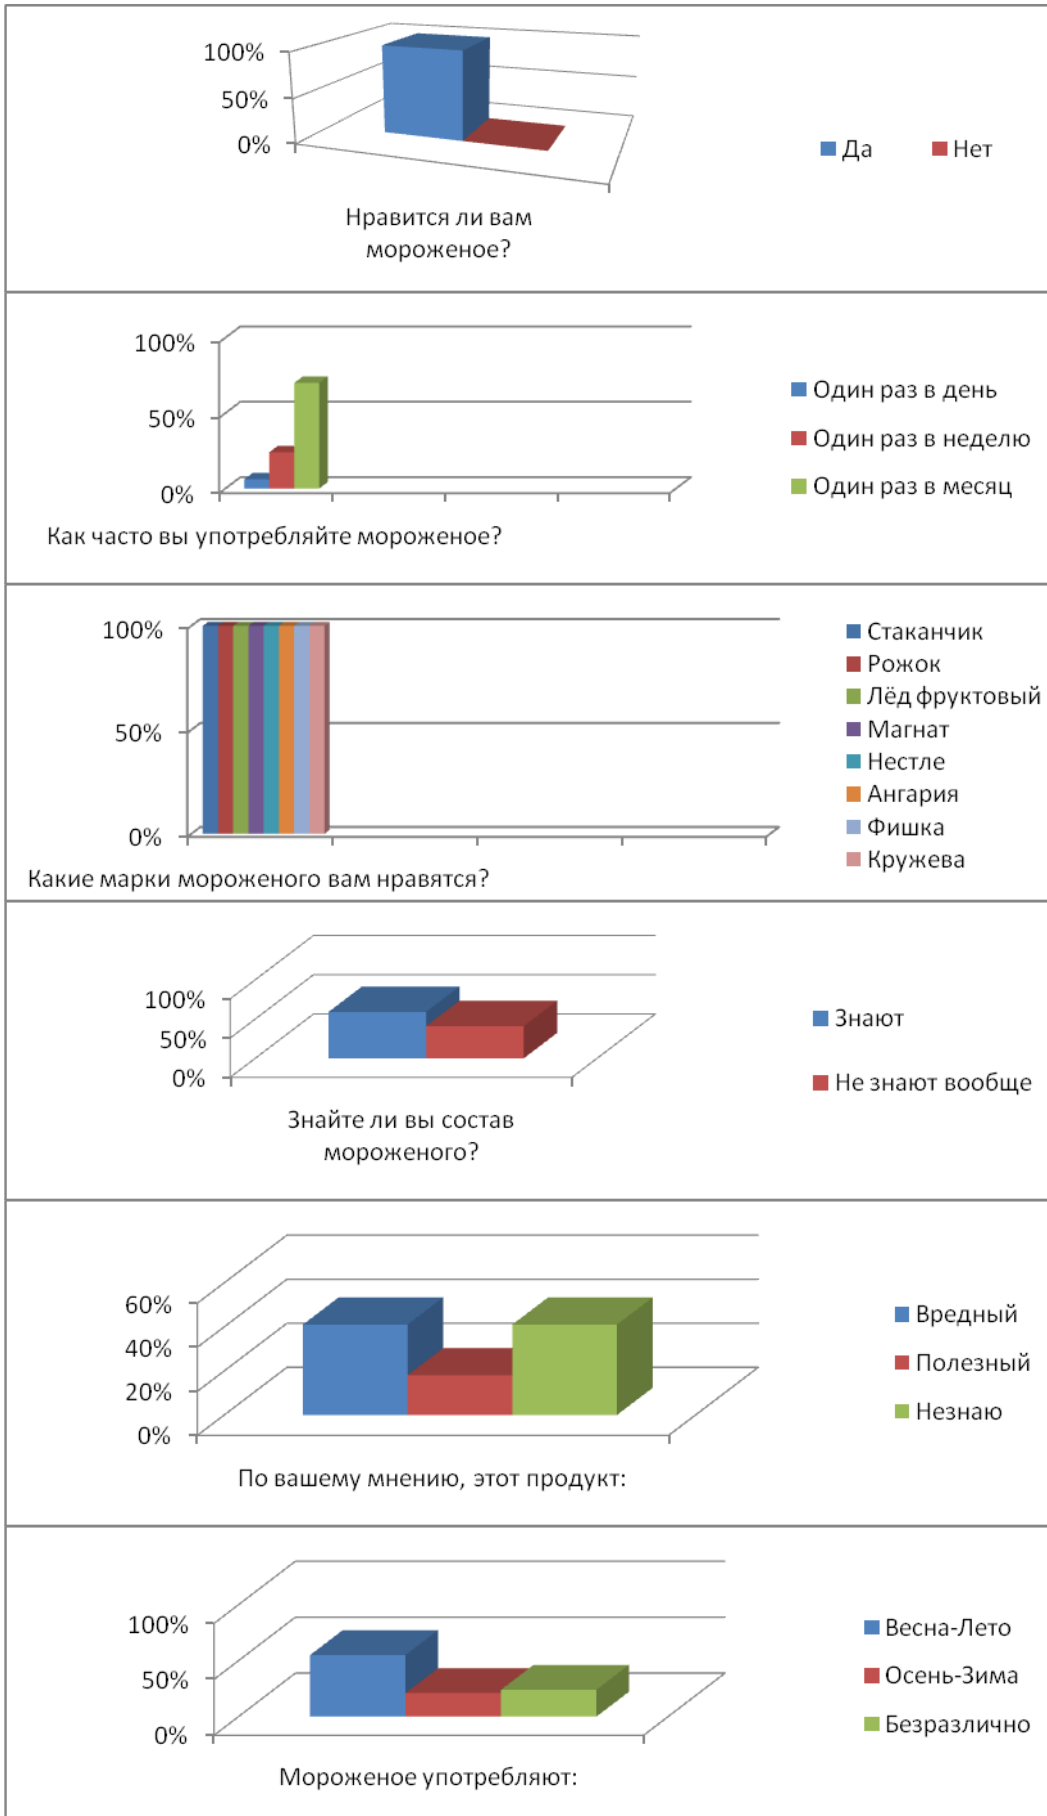 100%
50%
0%
Да
Нет
Нравится ли вам
мороженое?
100%
50%
0%
Один раз в день
Один раз в неделю
Один раз в месяц
Как часто вы употребляйте мороженое?
100%
50%
0%
Стаканчик
Рожок
Лёд фруктовый
Магнат
Нестле
Ангария
Фишка
Кружева
Какие марки мороженого вам нравятся?
100%
50%
0%
Знают
Не знают вообще
Знайте ли вы состав
мороженого?
60%
40%
20%
0%
Вредный
Полезный
Незнаю
По вашему мнению, этот продукт:
100%
50%
0%
Весна-Лето
Осень-Зима
Безразлично
Мороженое употребляют: